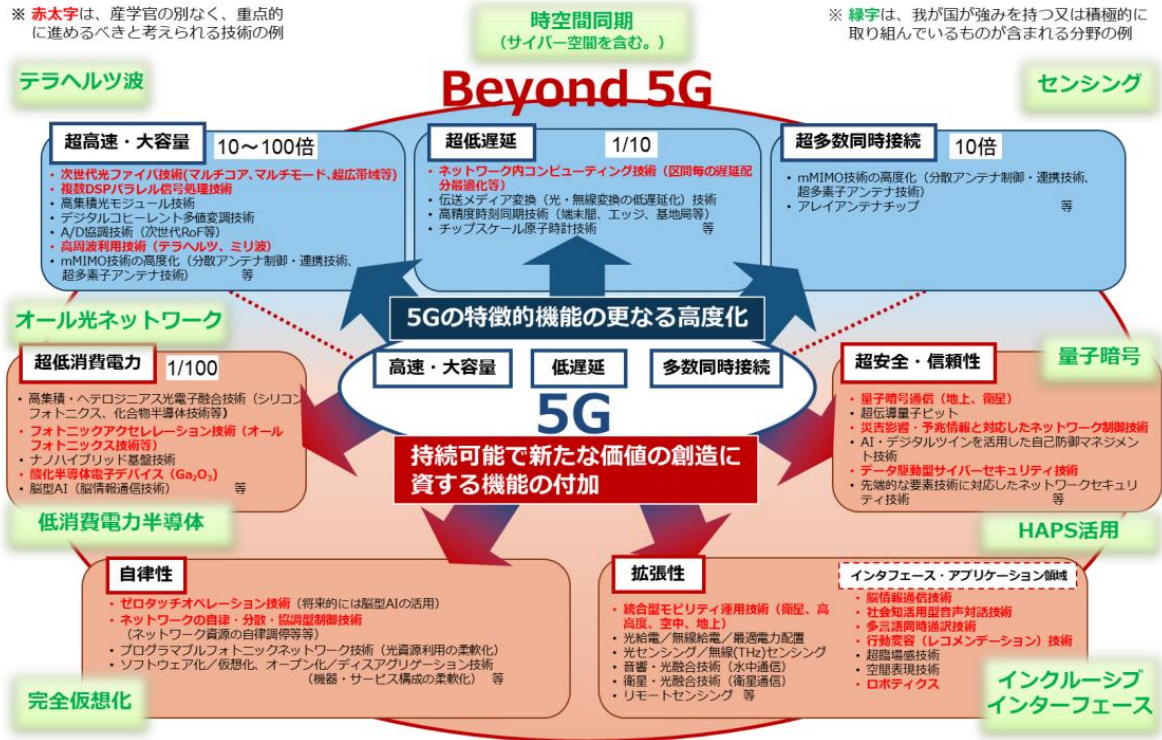 ※ 赤太字は、産学官の別なく、重点的
に進めるべきと考えられる技術の例
時空間同期
(サイバー空間を含む。)
※ 緑字は、我が国が強みを持つ又は積極的に
取り組んでいるものが含まれる分野の例
テラヘルツ波
Beyond 5G
センシング
超高速・大容量
10~100倍
・次世代光ファイバ技術(マルチコア、マルチモード、超広帯域等)
・複数DSPパラレル信号処理技術
・高集積光モジュール技術
・デジタルコヒーレント多値変調技術
・A/D協調技術(次世代RoF等)
・高周波利用技術(テラヘルツ、ミリ波)
・mMIMO技術の高度化(分散アンテナ制御・連携技術、
超多素子アンテナ技術) 等
超低遅延
1/10
・ネットワーク内コンピューティング技術(区間毎の遅延配
分最適化等)
・伝送メディア変換(光・無線変換の低遅延化)技術
・高精度時刻同期技術(端末間、エッジ、基地局等)
・チップスケール原子時計技術 等
超多数同時接続
10倍
・mMIMO技術の高度化(分散アンテナ制御・連携技術、
超多素子アンテナ技術)
・アレイアンテナチップ 等
5Gの特徴的機能の更なる高度化
オール光ネットワーク
高速・大容量
低遅延
多数同時接続
5G
持続可能で新たな価値の創造に
資する機能の付加
超低消費電力
1/100
・高集積・ヘテロジニアス光電子融合技術(シリコン
フォトニクス、化合物半導体技術等)
・フォトニックアクセレレーション技術(オール
フォトニックス技術等)
・ナノハイブリッド基盤技術
・酸化半導体電子デバイス(Ga₂O₃)
・脳型AI(脳情報通信技術) 等
量子暗号
超安全・信頼性
・量子暗号通信(地上、衛星)
・超伝導量子ビット
・災害影響・予兆情報と対応したネットワーク制御技術
・AI・デジタルツインを活用した自己防御マネジメン
ト技術
・データ駆動型サイバーセキュリティ技術
・先端的な要素技術に対応したネットワークセキュリ
ティ技術 等
低消費電力半導体
HAPS活用
自律性
・ゼロタッチオペレーション技術(将来的には脳型AIの活用)
・ネットワークの自律・分散・協調型制御技術
(ネットワーク資源の自律調停等等)
・プログラマブルフォトニックネットワーク技術(光資源利用の柔軟化)
・ソフトウェア化/仮想化、オープン化/ディスアグリゲーション技術
(機器・サービス構成の柔軟化) 等
拡張性
・統合型モビリティ運用技術(衛星、高
高度、空中、地上)
・光給電/無線給電/最適電力配置
・光センシング/無線(THz)センシング
・音響・光融合技術(水中通信)
・衛星・光融合技術(衛星通信)
・リモートセンシング 等
インタフェース・アプリケーション領域
・脳情報通信技術
・社会知活用型音声対話技術
・多言語同時通訳技術
・行動変容(レコメンデーション)技術
・超臨場感技術
・空間表現技術
・ロボティクス
完全仮想化
インクルーシブ
インターフェース